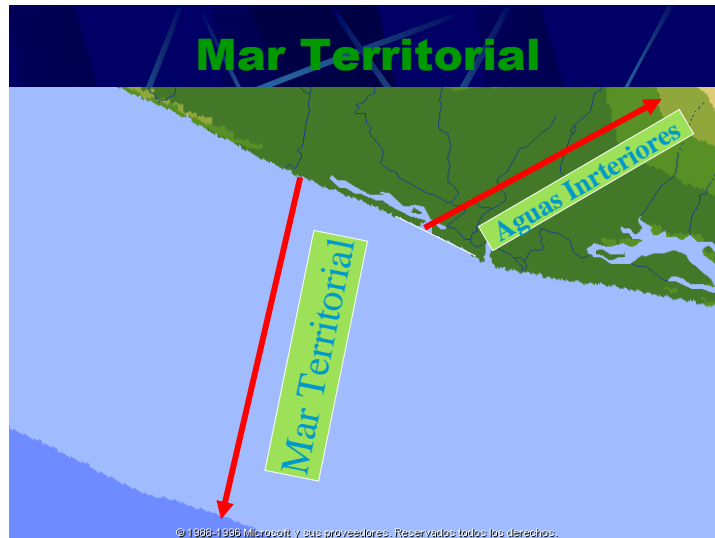 Mar Territorial
Aguas Inrteriores
Mar Territorial
© 1988-1996 Microsoft y sus proveedores. Reservados todos los derechos.